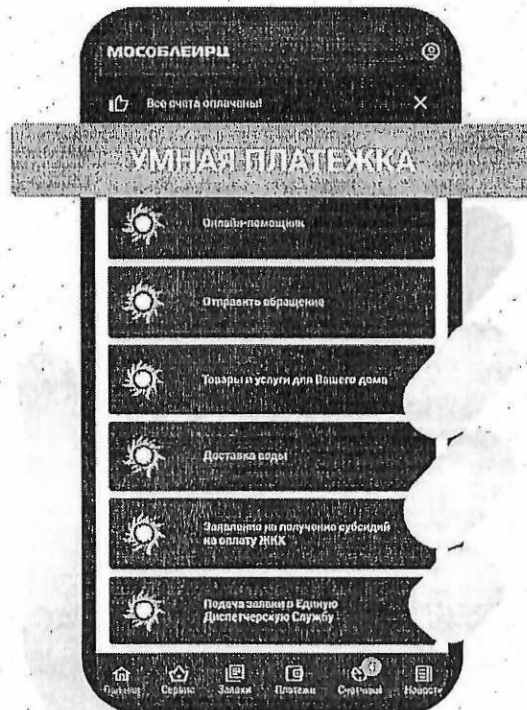 МОСОБЛЕИРЦ
Все счета оплачены!
УМНАЯ ПЛАТЕЖКА
Онлайн-помощник
Отправить обращение
Товары и услуги для Вашего дома
Доставка воды
Заявление на получение субсидий
на оплату ЖКХ
Подача заявки в Единую
Диспетчерскую Службу
Сервис Заявки Платежи Счетчики Новости